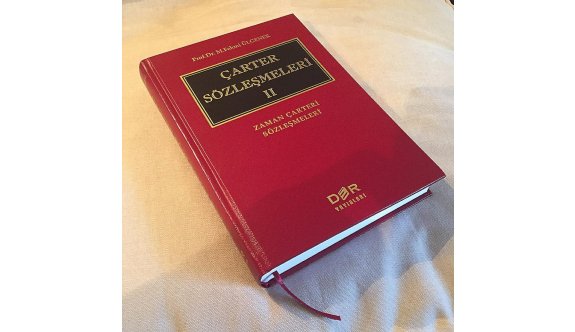 Prof. Dr. M.Fehmi ÜLGENER
ÇARTER
SÖZLEŞMELERİ
II
ZAMAN ÇARTERİ
SÖZLEŞMELERİ
DER
YAYINLARI